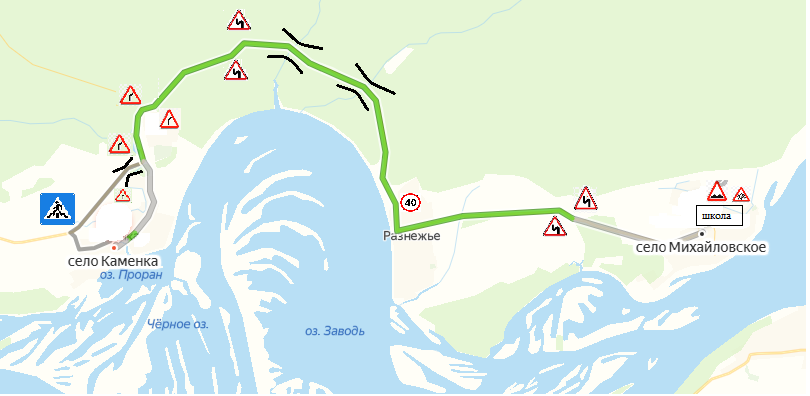 40
школа
Разнежье
село Михайловское
село Каменка
оз. Проран
Чёрное оз.
оз. Заводь